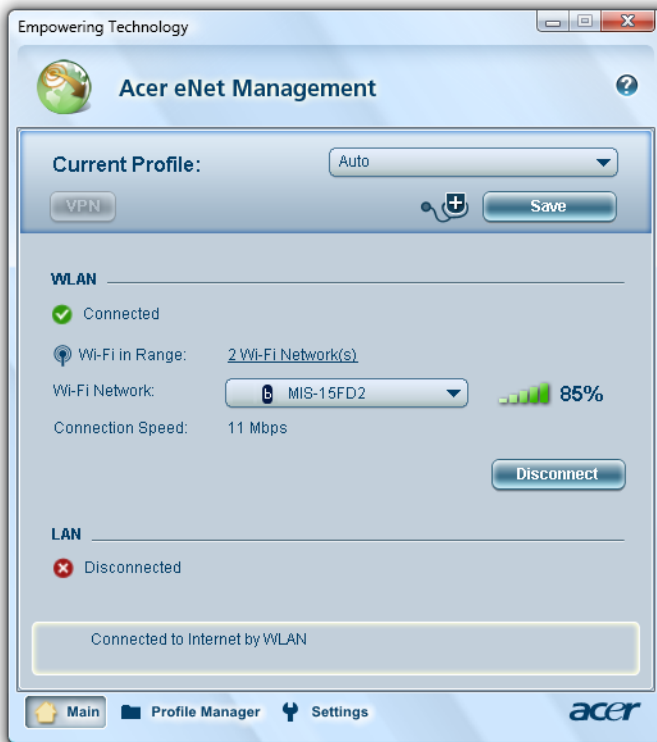 Empowering Technology
Acer eNet Management
Current Profile: Auto
VPN Save
WLAN
Connected
Wi-Fi in Range: 2 Wi-Fi Network(s)
Wi-Fi Network: b MIS-15FD2 85%
Connection Speed: 11 Mbps
Disconnect
LAN
Disconnected
Connected to Internet by WLAN
Main Profile Manager Settings acer